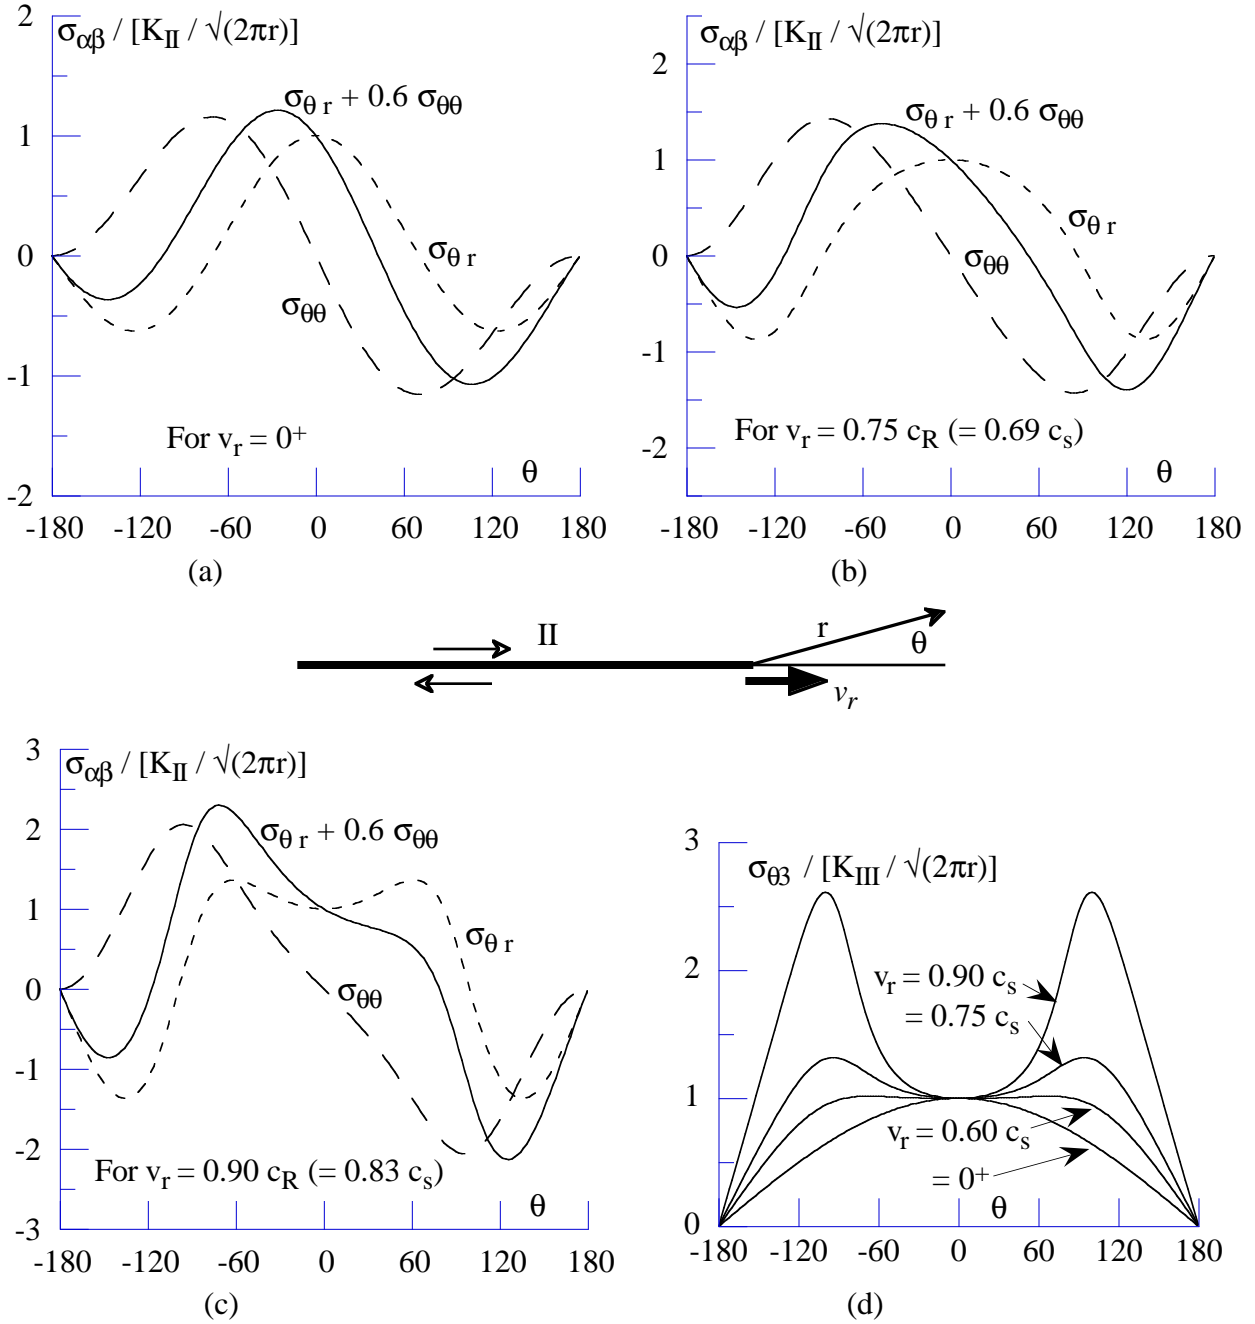 σαβ / [KII / √(2πr)]
2
1
0
-1
-2
σθ r + 0.6 σθθ
σθ r
σθθ
For vr = 0+
θ
-180 -120 -60 0 60 120 180
(a)
σαβ / [KII / √(2πr)]
2
1
0
-1
-2
σθ r + 0.6 σθθ
σθ r
σθθ
For vr = 0.75 cR (= 0.69 cs)
θ
-180 -120 -60 0 60 120 180
(b)
II
r
θ
vr
σαβ / [KII / √(2πr)]
3
2
1
0
-1
-2
-3
σθ r + 0.6 σθθ
σθ r
σθθ
For vr = 0.90 cR (= 0.83 cs)
θ
-180 -120 -60 0 60 120 180
(c)
σθ3 / [KIII / √(2πr)]
3
2
1
0
vr = 0.90 cs
= 0.75 cs
vr = 0.60 cs
= 0+
θ
-180 -120 -60 0 60 120 180
(d)